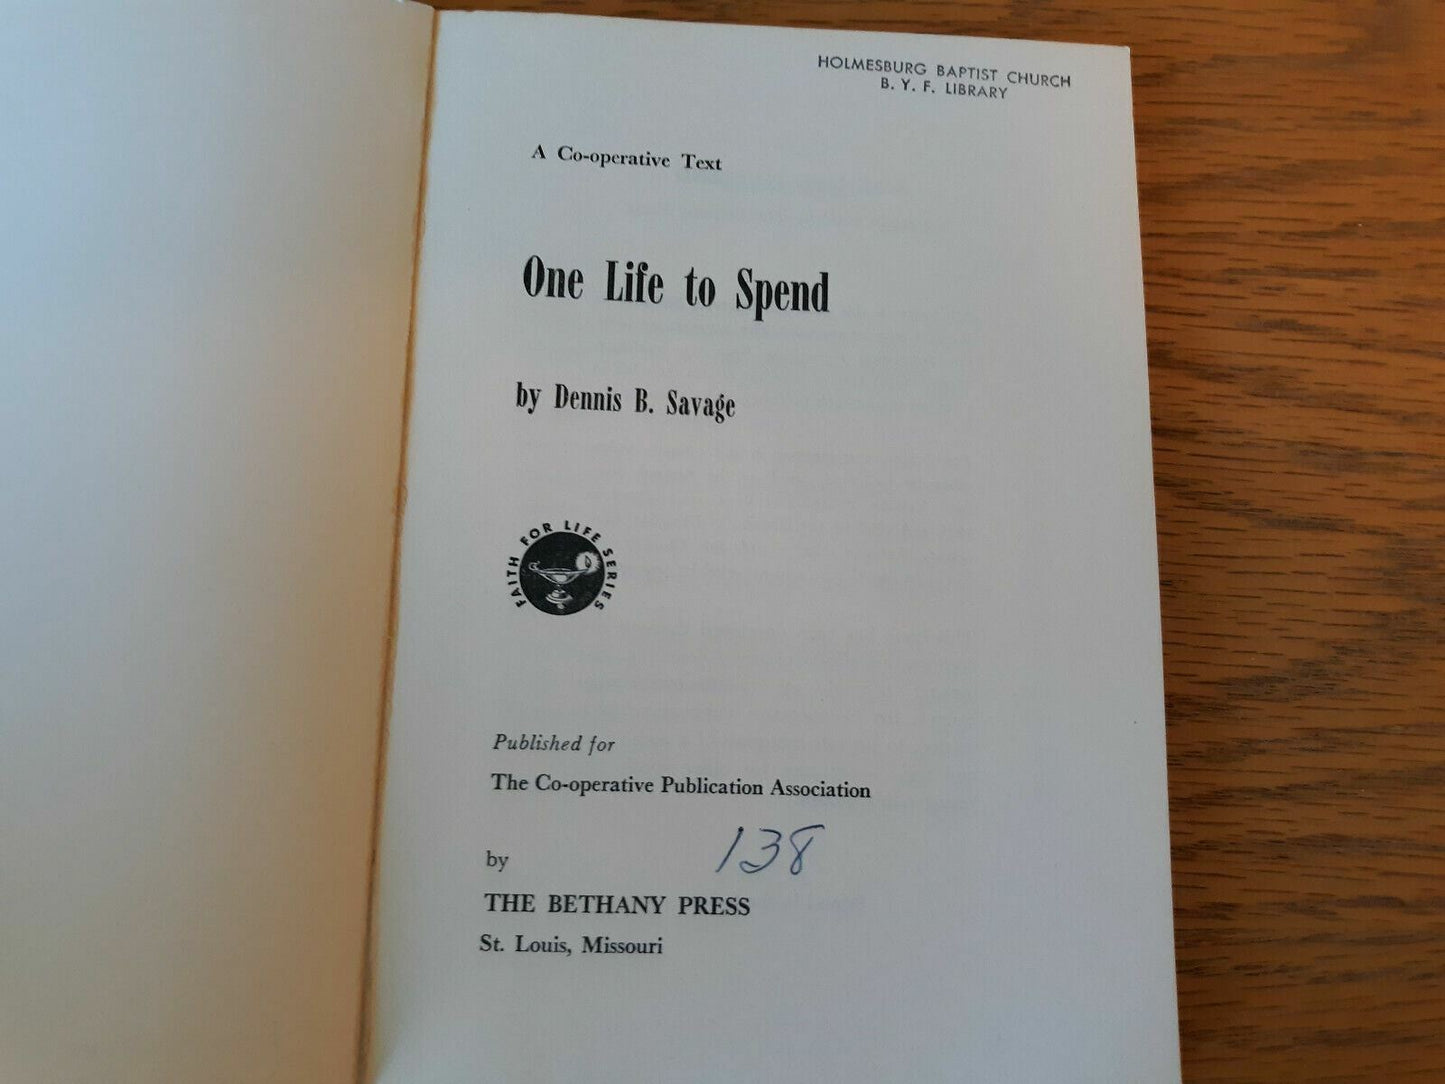 HOLMESBURG BAPTIST CHURCH
B. Y. F. LIBRARY
A Co-operative Text
One Life to Spend
by Dennis B. Savage
FAITH FOR LIFE SERIES
Published for
The Co-operative Publication Association
138
by
THE BETHANY PRESS
St. Louis, Missouri